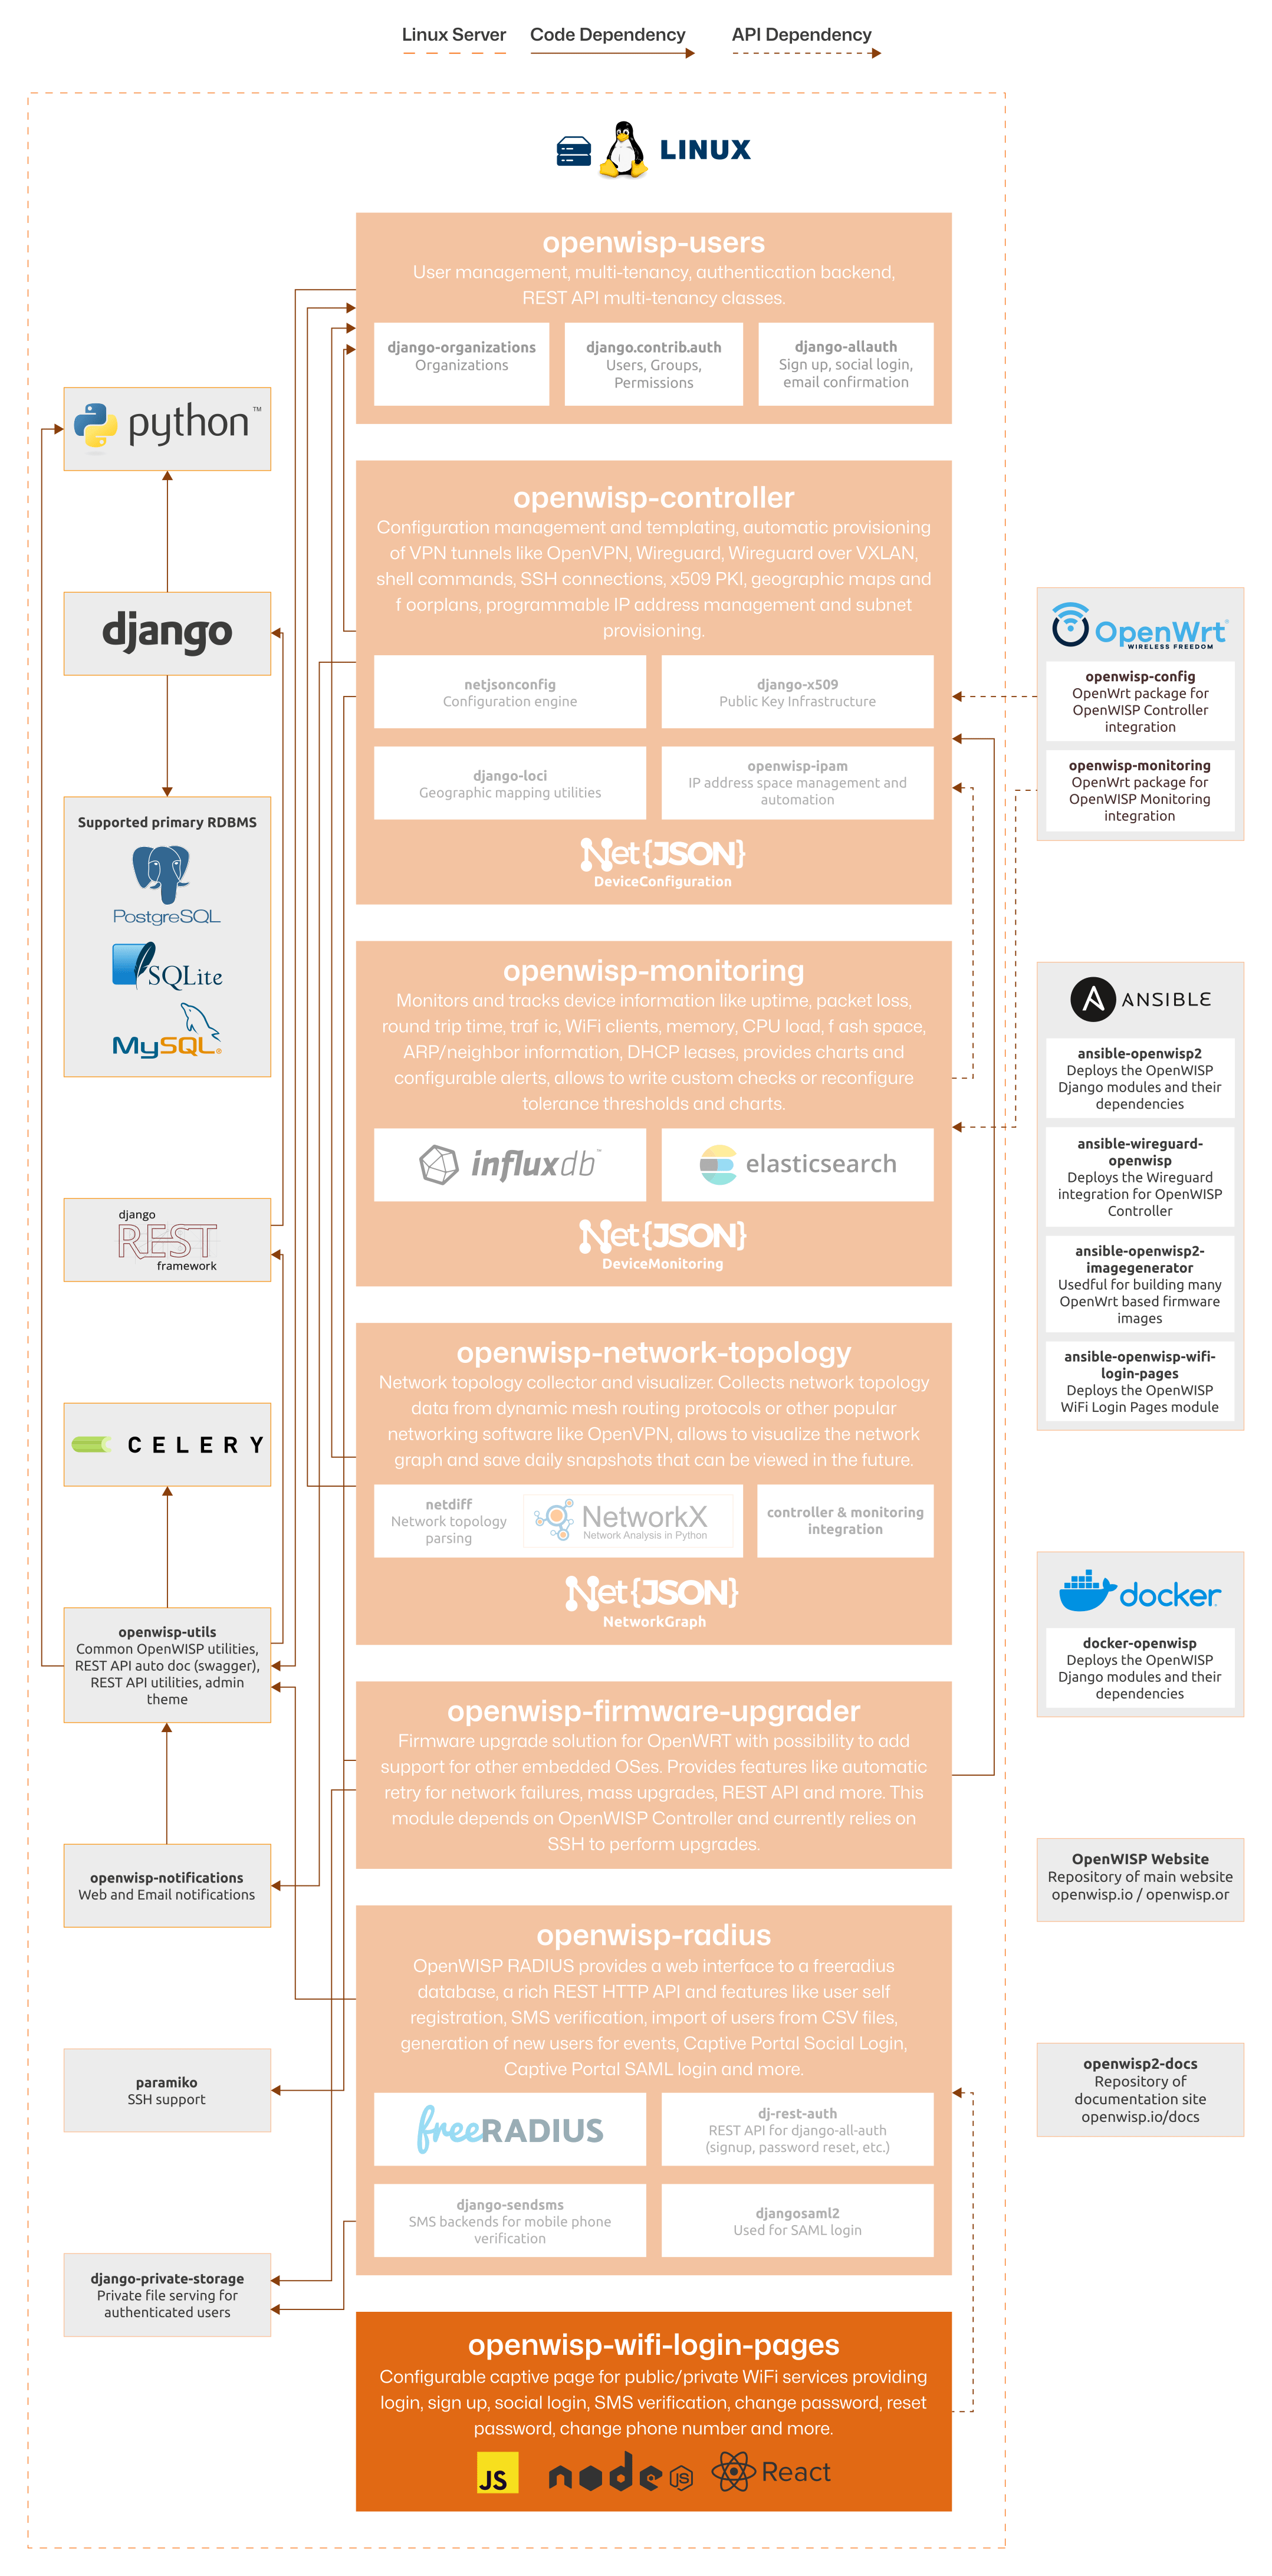 Linux Server
Code Dependency
API Dependency
LINUX
openwisp-users
User management, multi-tenancy, authentication backend,
REST API multi-tenancy classes.
django-organizations
Organizations
django.contrib.auth
Users, Groups,
Permissions
django-allauth
Sign up, social login,
email confirmation
python™
django
Supported primary RDBMS
PostgreSQL
SQLite
MySQL®
django
REST
framework
CELERY
openwisp-utils
Common OpenWISP utilities,
REST API auto doc (swagger),
REST API utilities, admin
theme
openwisp-notifications
Web and Email notifications
paramiko
SSH support
django-private-storage
Private file serving for
authenticated users
openwisp-controller
Configuration management and templating, automatic provisioning
of VPN tunnels like OpenVPN, Wireguard, Wireguard over VXLAN,
shell commands, SSH connections, x509 PKI, geographic maps and
f oorplans, programmable IP address management and subnet
provisioning.
netjsonconfig
Configuration engine
django-x509
Public Key Infrastructure
django-loci
Geographic mapping utilities
openwisp-ipam
IP address space management and
automation
Net{JSON}
DeviceConfiguration
openwisp-monitoring
Monitors and tracks device information like uptime, packet loss,
round trip time, traf ic, WiFi clients, memory, CPU load, f ash space,
ARP/neighbor information, DHCP leases, provides charts and
configurable alerts, allows to write custom checks or reconfigure
tolerance thresholds and charts.
influxdb™
elasticsearch
Net{JSON}
DeviceMonitoring
openwisp-network-topology
Network topology collector and visualizer. Collects network topology
data from dynamic mesh routing protocols or other popular
networking software like OpenVPN, allows to visualize the network
graph and save daily snapshots that can be viewed in the future.
netdiff
Network topology
parsing
NetworkX
Network Analysis in Python
controller & monitoring
integration
Net{JSON}
NetworkGraph
openwisp-firmware-upgrader
Firmware upgrade solution for OpenWRT with possibility to add
support for other embedded OSes. Provides features like automatic
retry for network failures, mass upgrades, REST API and more. This
module depends on OpenWISP Controller and currently relies on
SSH to perform upgrades.
openwisp-radius
OpenWISP RADIUS provides a web interface to a freeradius
database, a rich REST HTTP API and features like user self
registration, SMS verification, import of users from CSV files,
generation of new users for events, Captive Portal Social Login,
Captive Portal SAML login and more.
freeRADIUS
dj-rest-auth
REST API for django-all-auth
(signup, password reset, etc.)
django-sendsms
SMS backends for mobile phone
verification
djangosaml2
Used for SAML login
openwisp-wifi-login-pages
Configurable captive page for public/private WiFi services providing
login, sign up, social login, SMS verification, change password, reset
password, change phone number and more.
JS
node
JS
React
OpenWrt®
WIRELESS FREEDOM
openwisp-config
OpenWrt package for
OpenWISP Controller
integration
openwisp-monitoring
OpenWrt package for
OpenWISP Monitoring
integration
ANSIBLE
ansible-openwisp2
Deploys the OpenWISP
Django modules and their
dependencies
ansible-wireguard-
openwisp
Deploys the Wireguard
integration for OpenWISP
Controller
ansible-openwisp2-
imagegenerator
Usedful for building many
OpenWrt based firmware
images
ansible-openwisp-wifi-
login-pages
Deploys the OpenWISP
WiFi Login Pages module
docker
docker-openwisp
Deploys the OpenWISP
Django modules and their
dependencies
OpenWISP Website
Repository of main website
openwisp.io / openwisp.or
openwisp2-docs
Repository of
documentation site
openwisp.io/docs